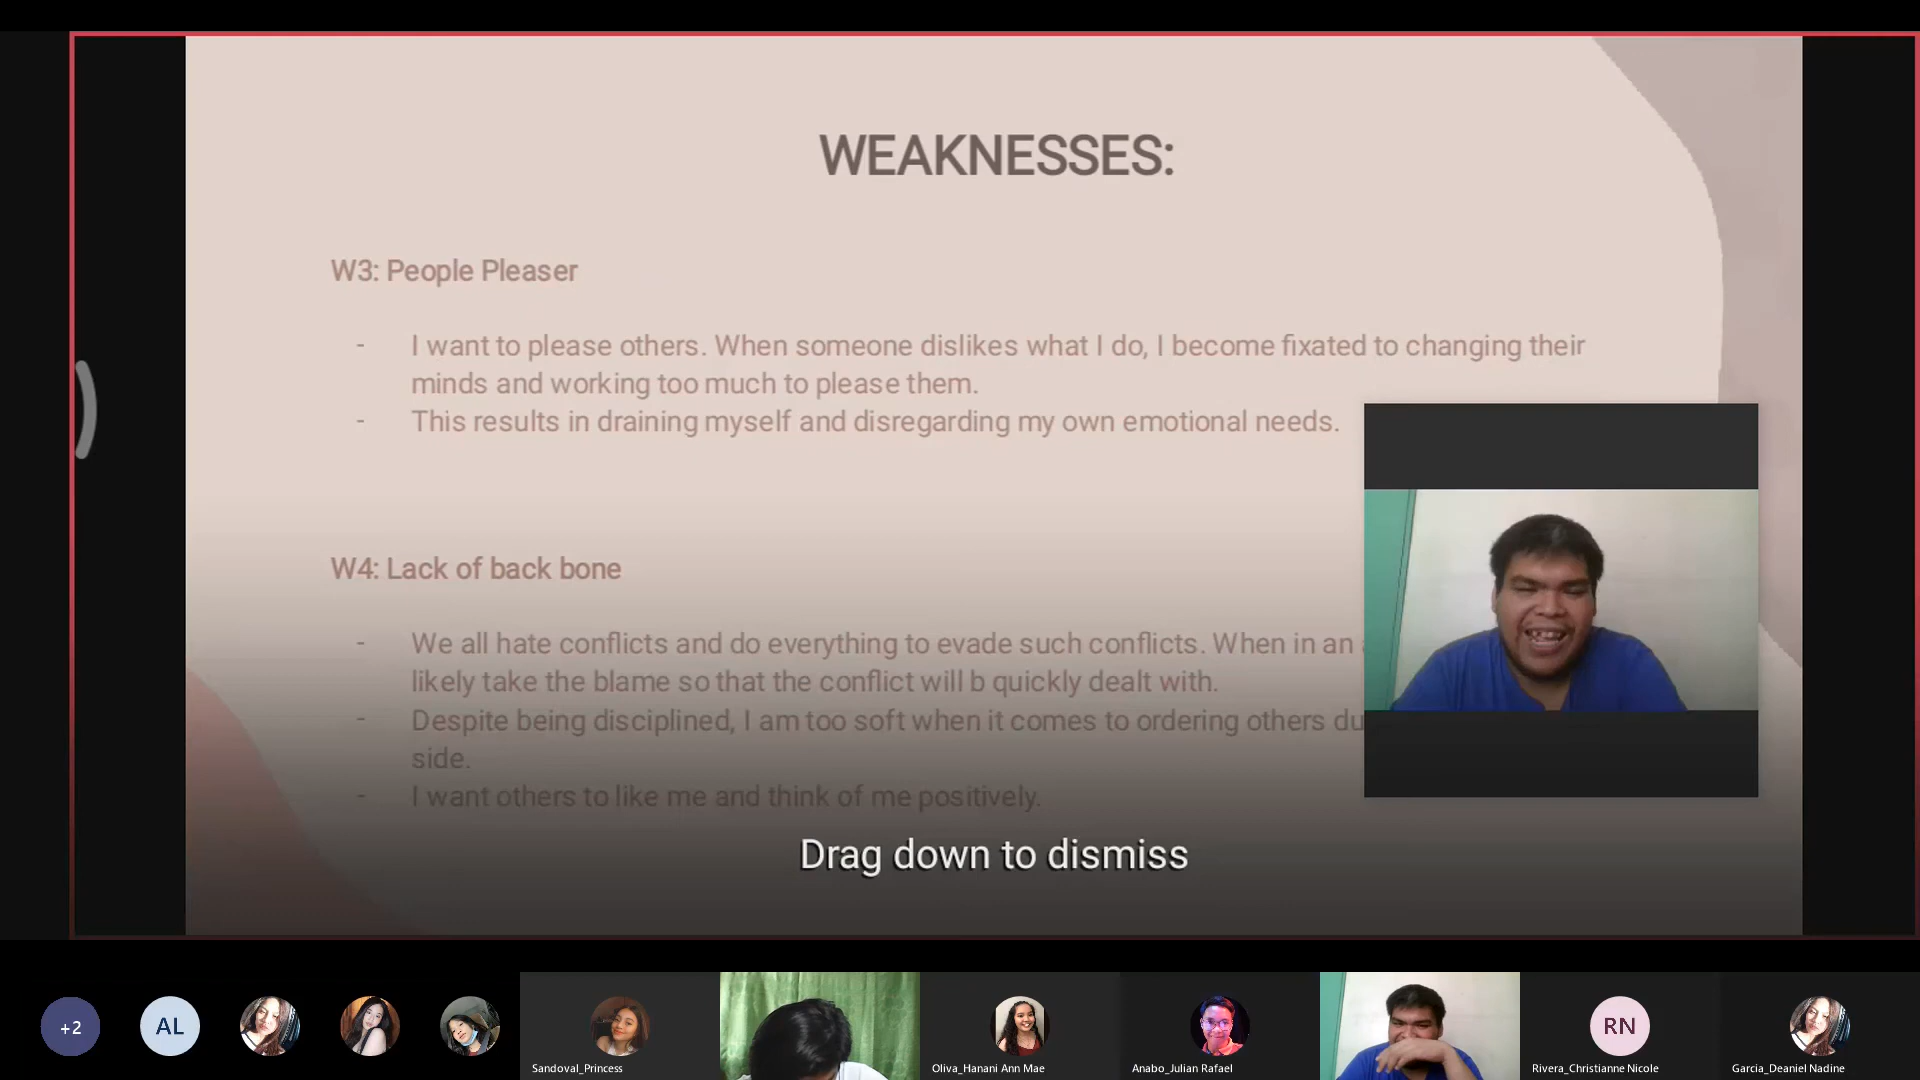 WEAKNESSES:
W3: People Pleaser
- I want to please others. When someone dislikes what I do, I become fixated to changing their
minds and working too much to please them.
- This results in draining myself and disregarding my own emotional needs.
W4: Lack of back bone
- We all hate conflicts and do everything to evade such conflicts. When in an
likely take the blame so that the conflict will b quickly dealt with.
- Despite being disciplined, I am too soft when it comes to ordering others
side.
- I want others to like me and think of me positively.
Drag down to dismiss
+2
AL
RN
Sandoval_Princess
Oliva_Hanani Ann Mae
Anabo_Julian Rafael
Rivera_Christianne Nicole
Garcia_Deaniel Nadine